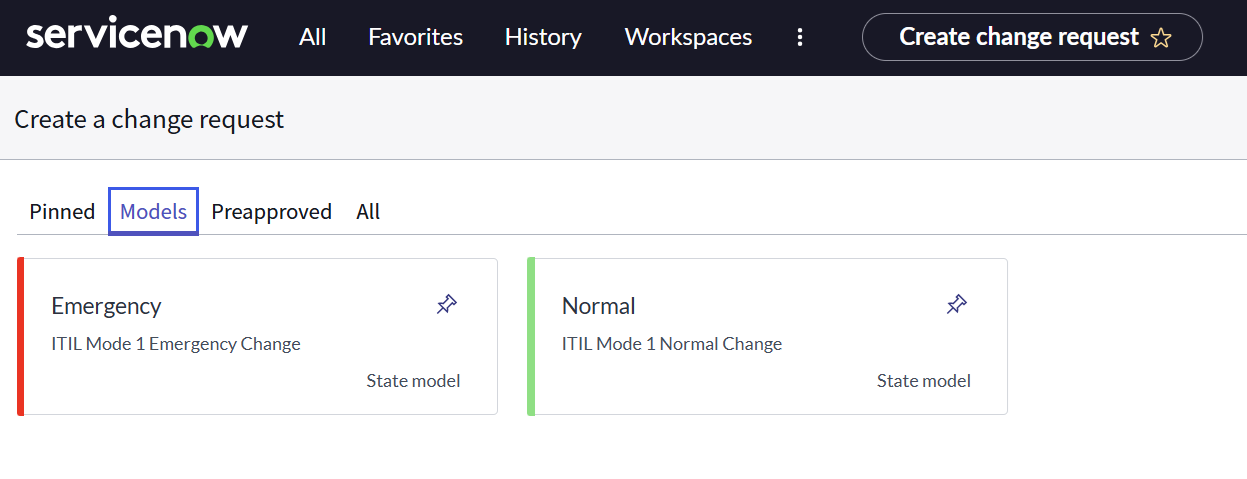 servicenow All Favorites History Workspaces Create change request
Create a change request
Pinned Models Preapproved All
Emergency
ITIL Mode 1 Emergency Change
State model
Normal
ITIL Mode 1 Normal Change
State model